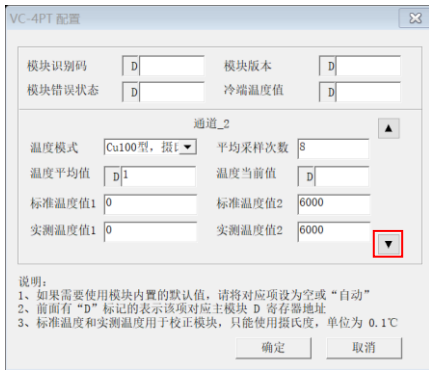 VC-4PT 配置
模块识别码 D 模块版本 D
模块错误状态 D 冷端温度值 D
通道_2
温度模式 Cu100型，摄 平均采样次数 8
温度平均值 D 1 温度当前值 D
标准温度值1 0 标准温度值2 6000
实测温度值1 0 实测温度值2 6000
说明：
1、如果需要使用模块内置的默认值，请将对应项设为空或“自动”
2、前面有“D”标记的表示该项对应主模块 D 寄存器地址
3、标准温度和实测温度用于校正模块，只能使用摄氏度，单位为 0.1℃
确定 取消